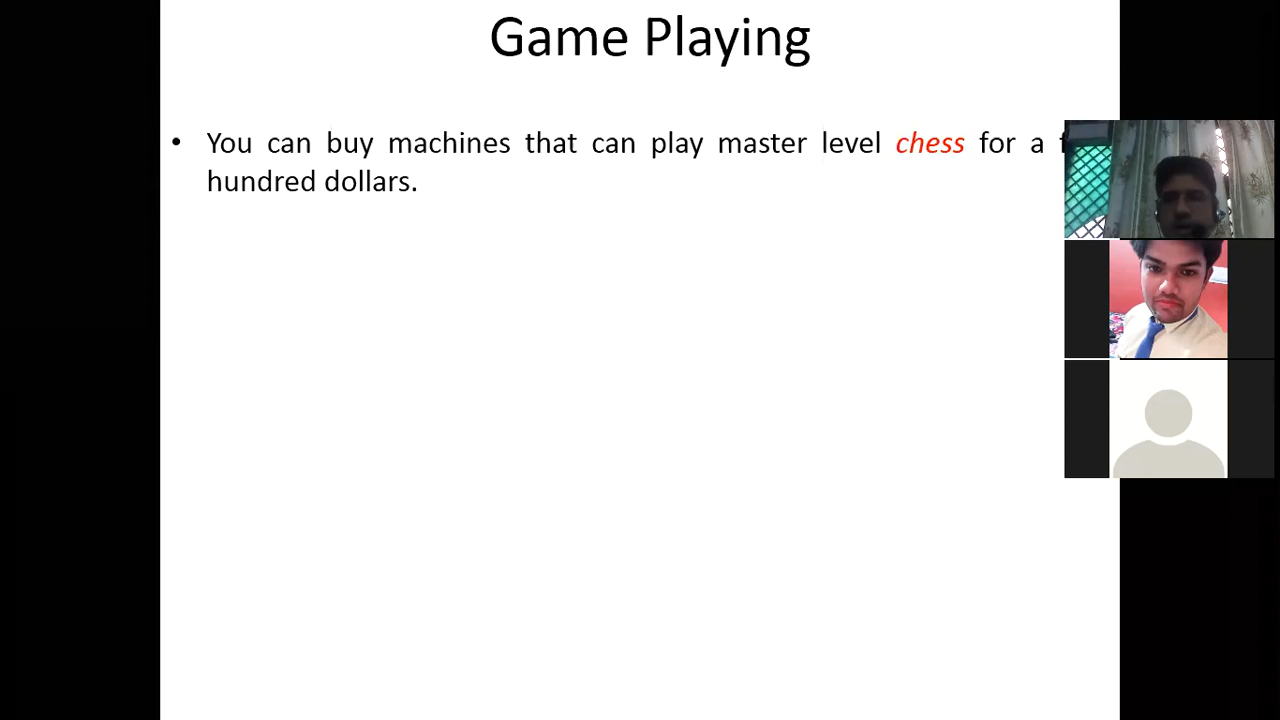 Game Playing
• You can buy machines that can play master level chess for a
hundred dollars.